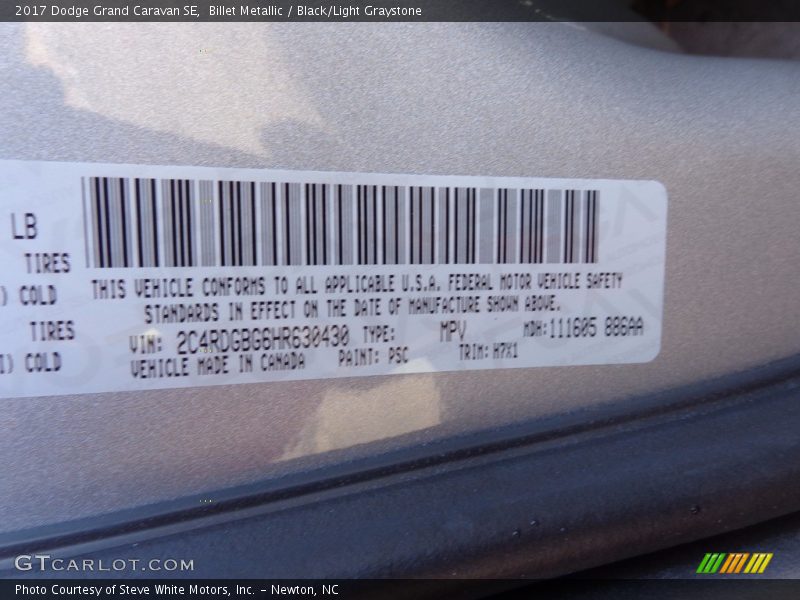 2017 Dodge Grand Caravan SE, Billet Metallic / Black/Light Graystone
LB
TIRES
) COLD
TIRES
) COLD
THIS VEHICLE CONFORMS TO ALL APPLICABLE U.S.A. FEDERAL MOTOR VEHICLE SAFETY
STANDARDS IN EFFECT ON THE DATE OF MANUFACTURE SHOWN ABOVE.
VIN: 2C4RDGBG6HR630430 TYPE: MPV MDH: 111605 886AA
VEHICLE MADE IN CANADA PAINT: PSC TRIM: H7X1
GTCARLOT.COM
Photo Courtesy of Steve White Motors, Inc. – Newton, NC